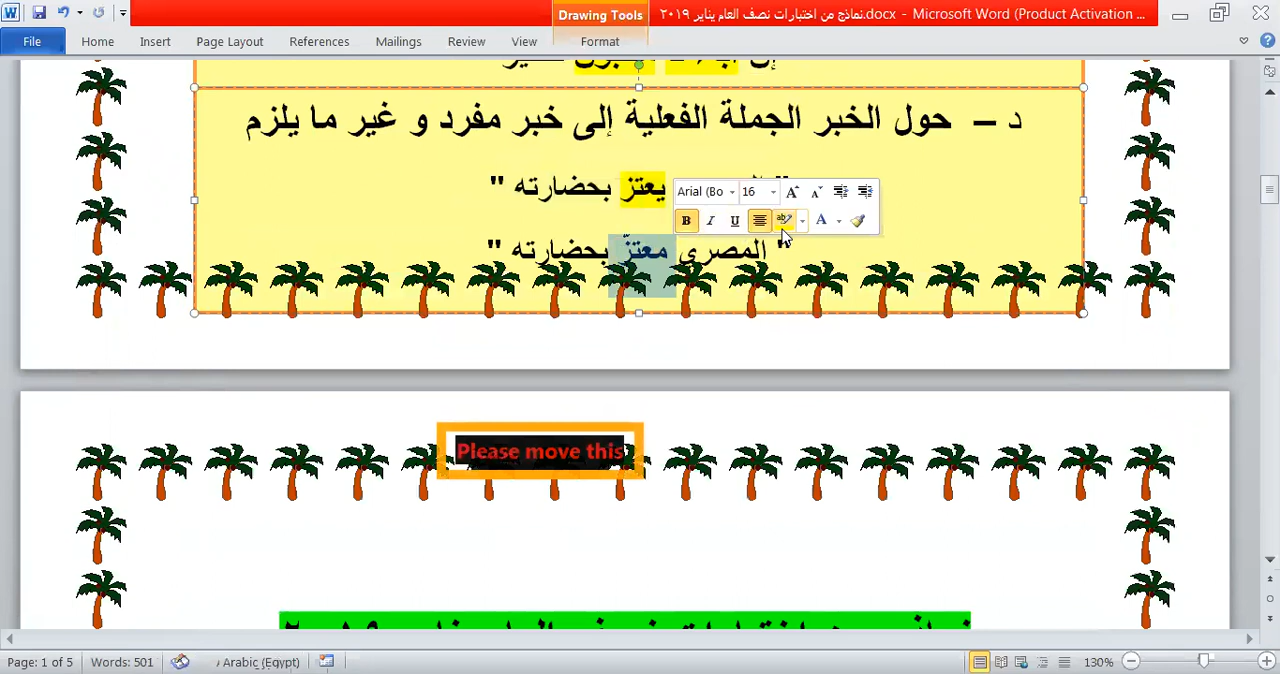 نماذج من اختبارات نصف العام يناير ٢٠١٩.docx - Microsoft Word (Product Activation ...
Drawing Tools
File Home Insert Page Layout References Mailings Review View Format
د – حول الخبر الجملة الفعلية إلى خبر مفرد و غير ما يلزم
يعتز بحضارته "
Arial (Bo 16
" المصري معتزّ بحضارته "
Please move this
Page: 1 of 5 Words: 501 Arabic (Egypt) 130%